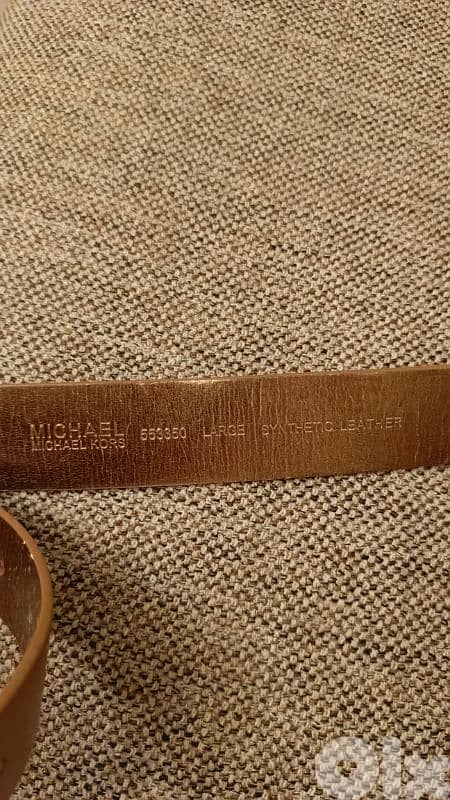 MICHAEL
MICHAEL KORS
553350 LARGE SYNTHETIC LEATHER
olx